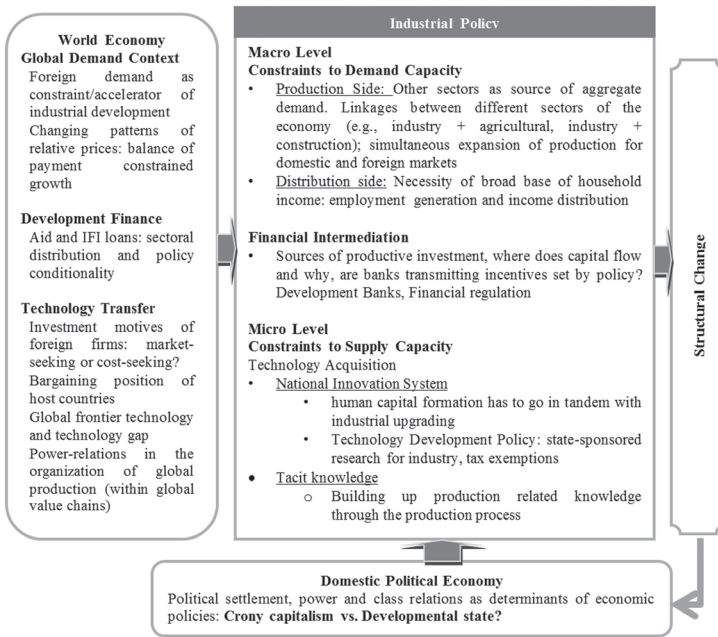 World Economy
Global Demand Context
Foreign demand as
constraint/accelerator of
industrial development
Changing patterns of
relative prices: balance of
payment constrained
growth
Development Finance
Aid and IFI loans: sectoral
distribution and policy
conditionality
Technology Transfer
Investment motives of
foreign firms: market-
seeking or cost-seeking?
Bargaining position of
host countries
Global frontier technology
and technology gap
Power-relations in the
organization of global
production (within global
value chains)
Industrial Policy
Macro Level
Constraints to Demand Capacity
• Production Side: Other sectors as source of aggregate
demand. Linkages between different sectors of the
economy (e.g., industry + agricultural, industry +
construction); simultaneous expansion of production for
domestic and foreign markets
• Distribution side: Necessity of broad base of household
income: employment generation and income distribution
Financial Intermediation
• Sources of productive investment, where does capital flow
and why, are banks transmitting incentives set by policy?
Development Banks, Financial regulation
Micro Level
Constraints to Supply Capacity
Technology Acquisition
• National Innovation System
• human capital formation has to go in tandem with
industrial upgrading
• Technology Development Policy: state-sponsored
research for industry, tax exemptions
• Tacit knowledge
o Building up production related knowledge
through the production process
Structural Change
Domestic Political Economy
Political settlement, power and class relations as determinants of economic
policies: Crony capitalism vs. Developmental state?